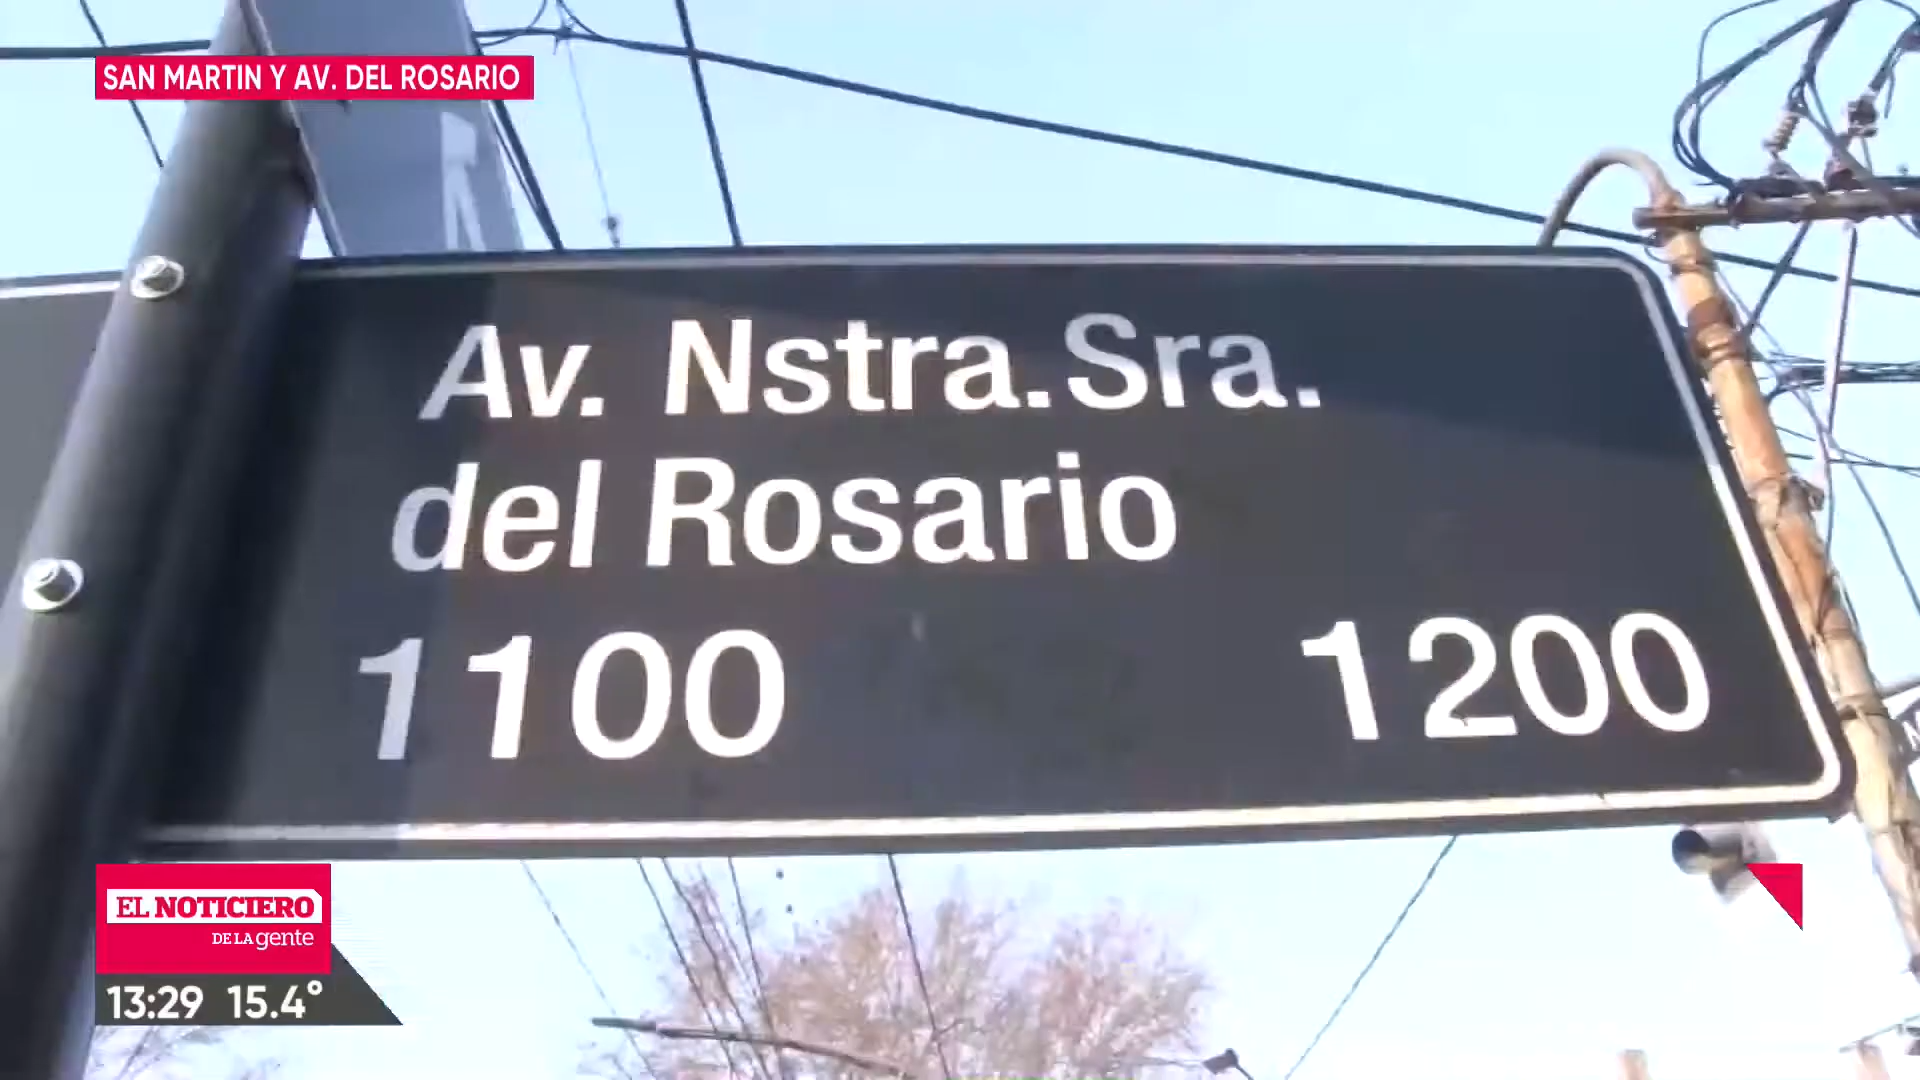 SAN MARTIN Y AV. DEL ROSARIO
Av. Nstra. Sra.
del Rosario
1100 1200
EL NOTICIERO
DE LA gente
13:29 15.4°